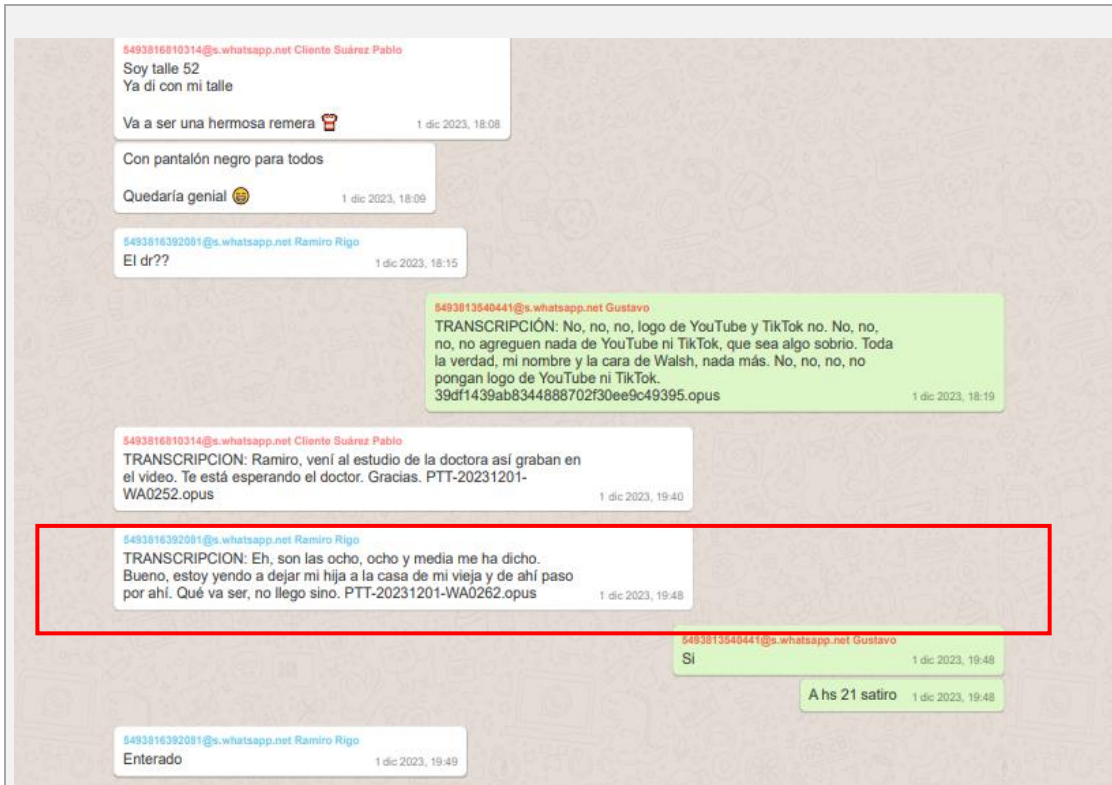 5493816810314@s.whatsapp.net Cliente Suárez Pablo
Soy talle 52
Ya di con mi talle
Va a ser una hermosa remera
1 dic 2023, 18:08
Con pantalón negro para todos
Quedaría genial 😁
1 dic 2023, 18:09
5493816392081@s.whatsapp.net Ramiro Rigo
El dr??
1 dic 2023, 18:15
5493813540441@s.whatsapp.net Gustavo
TRANSCRIPCIÓN: No, no, no, logo de YouTube y TikTok no. No, no,
no, no agreguen nada de YouTube ni TikTok, que sea algo sobrio. Toda
la verdad, mi nombre y la cara de Walsh, nada más. No, no, no, no
pongan logo de YouTube ni TikTok.
39df1439ab8344888702f30ee9c49395.opus
1 dic 2023, 18:19
5493816810314@s.whatsapp.net Cliente Suárez Pablo
TRANSCRIPCION: Ramiro, vení al estudio de la doctora así graban en
el video. Te está esperando el doctor. Gracias. PTT-20231201-
WA0252.opus
1 dic 2023, 19:40
5493816392081@s.whatsapp.net Ramiro Rigo
TRANSCRIPCION: Eh, son las ocho, ocho y media me ha dicho.
Bueno, estoy yendo a dejar mi hija a la casa de mi vieja y de ahí paso
por ahí. Qué va ser, no llego sino. PTT-20231201-WA0262.opus
1 dic 2023, 19:48
5493813540441@s.whatsapp.net Gustavo
Si
1 dic 2023, 19:48
A hs 21 satiro
1 dic 2023, 19:48
5493816392081@s.whatsapp.net Ramiro Rigo
Enterado
1 dic 2023, 19:49